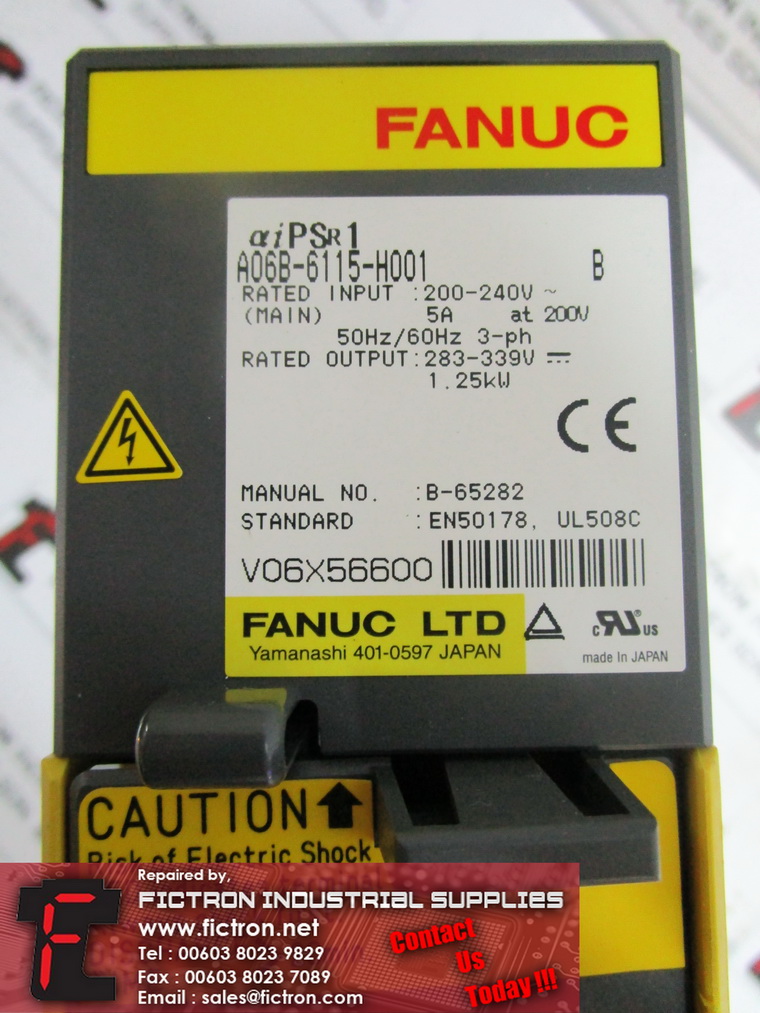 FANUC
αiPSR1
A06B-6115-H001 B
RATED INPUT :200-240V ~
(MAIN) 5A at 200V
50Hz/60Hz 3-ph
RATED OUTPUT:283-339V ⎓
1.25kW
CE
MANUAL NO. :B-65282
STANDARD :EN50178, UL508C
V06X56600
FANUC LTD
Yamanashi 401-0597 JAPAN
c RU ® US
made in JAPAN
CAUTION
Risk of Electric Shock
Repaired by,
FICTRON INDUSTRIAL SUPPLIES
www.fictron.net
Tel : 00603 8023 9829
Fax : 00603 8023 7089
Email : sales@fictron.com
Contact
Us
Today !!!